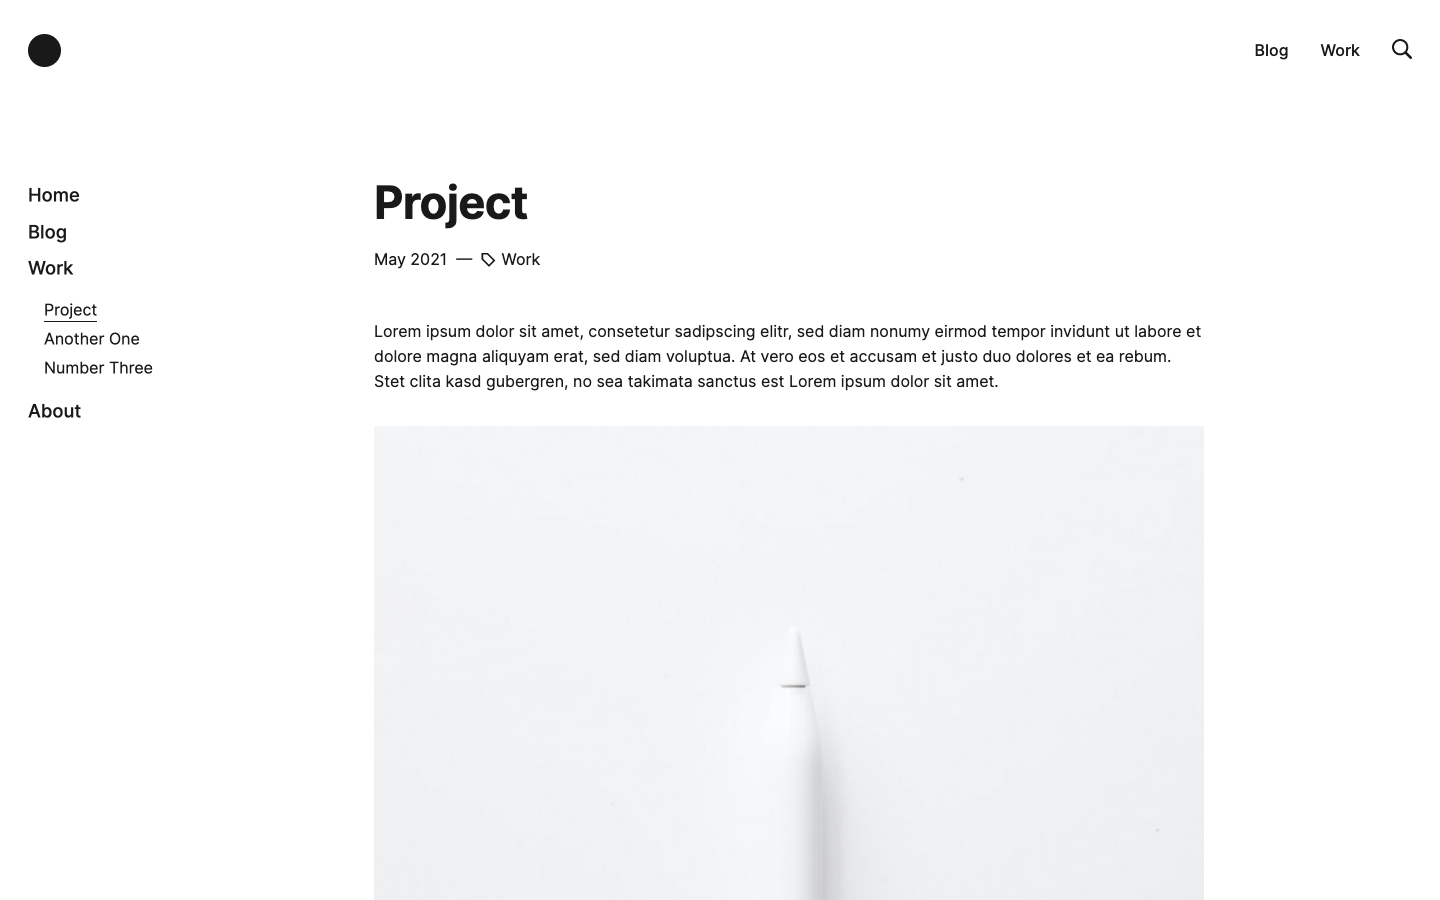 Blog Work
Home
Blog
Work
Project
Another One
Number Three
About
Project
May 2021 — Work
Lorem ipsum dolor sit amet, consetetur sadipscing elitr, sed diam nonumy eirmod tempor invidunt ut labore et
dolore magna aliquyam erat, sed diam voluptua. At vero eos et accusam et justo duo dolores et ea rebum.
Stet clita kasd gubergren, no sea takimata sanctus est Lorem ipsum dolor sit amet.